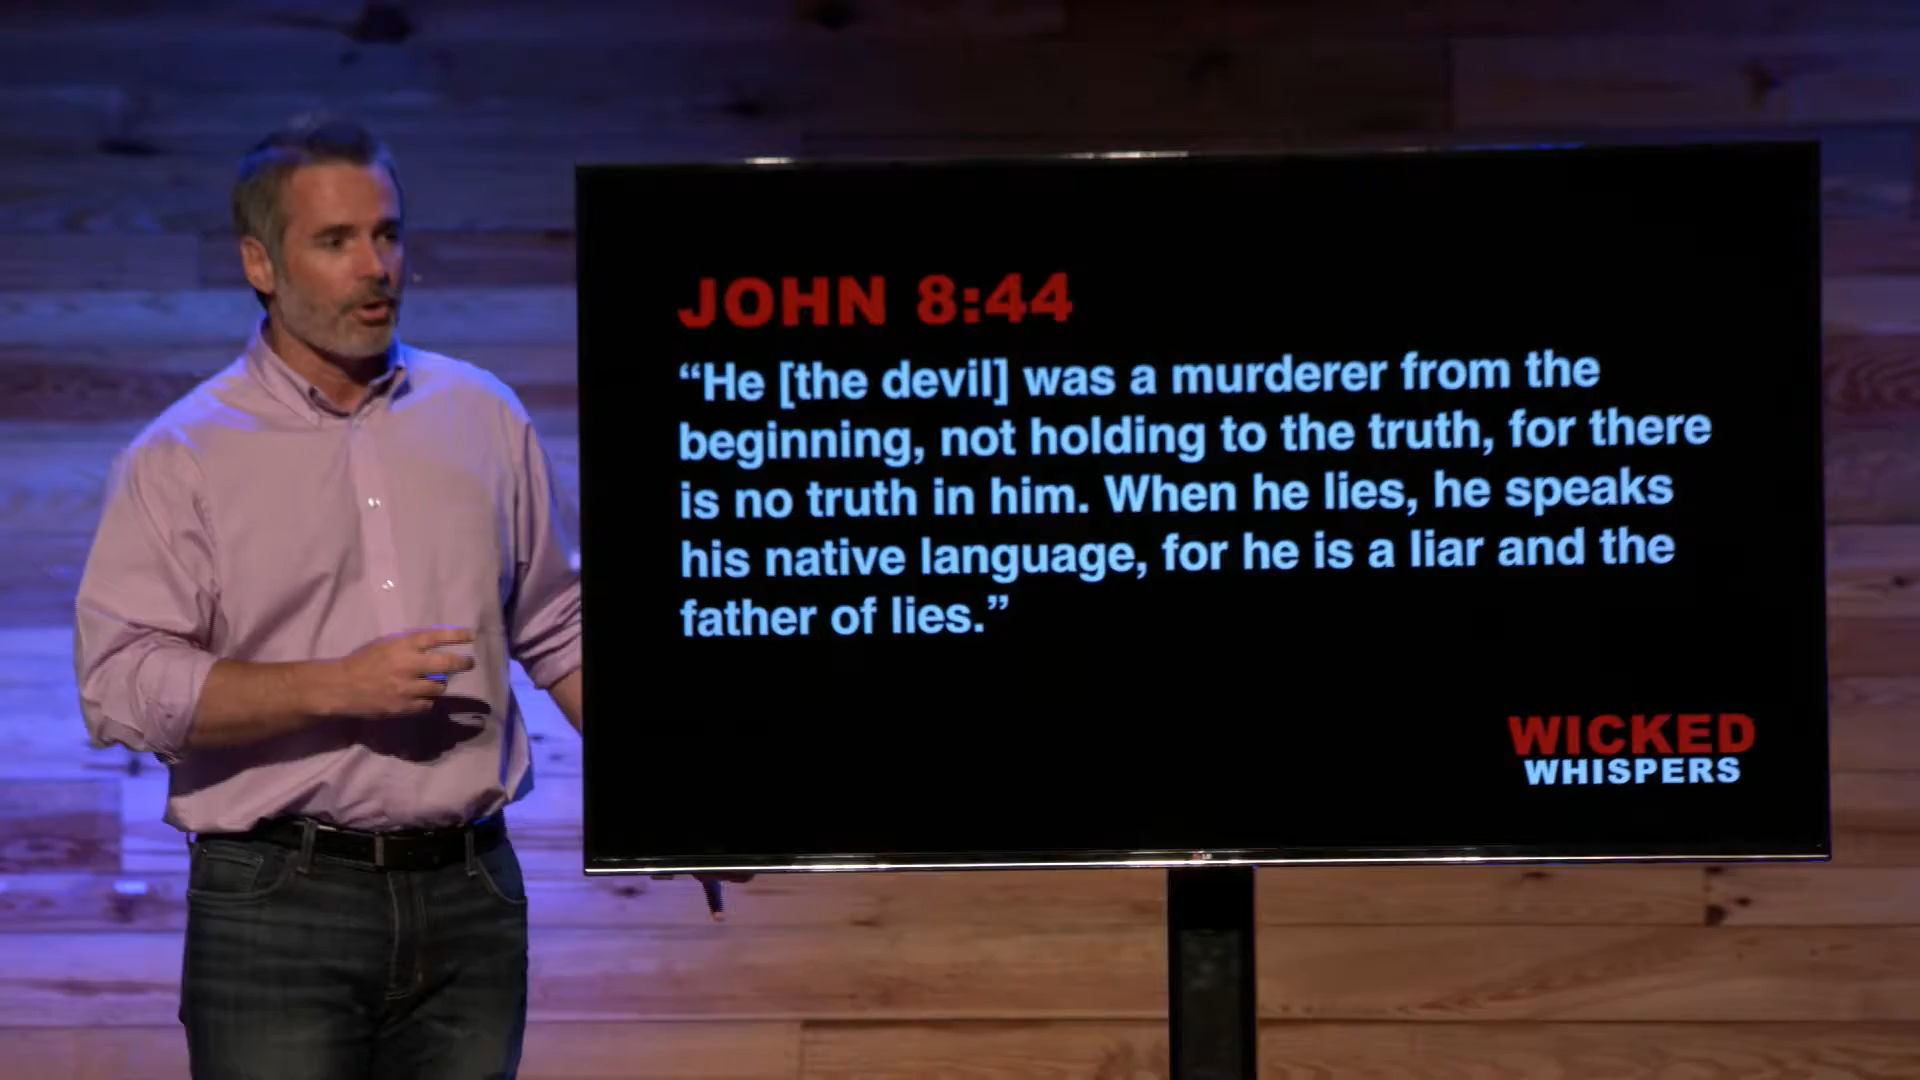 JOHN 8:44
“He [the devil] was a murderer from the
beginning, not holding to the truth, for there
is no truth in him. When he lies, he speaks
his native language, for he is a liar and the
father of lies.”
WICKED
WHISPERS
LG